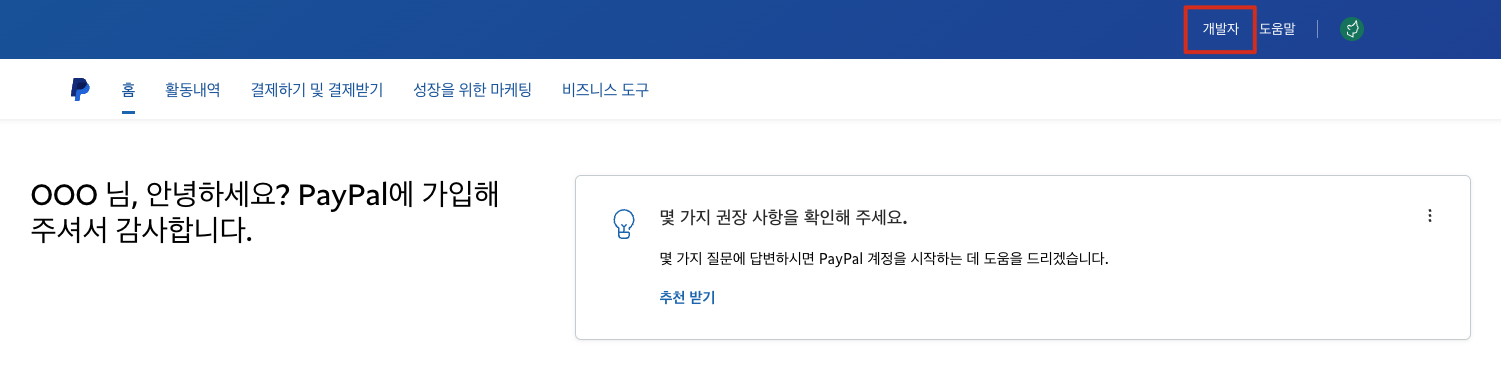 개발자 도움말
홈 활동내역 결제하기 및 결제받기 성장을 위한 마케팅 비즈니스 도구
OOO 님, 안녕하세요? PayPal에 가입해
주셔서 감사합니다.
몇 가지 권장 사항을 확인해 주세요.
몇 가지 질문에 답변하시면 PayPal 계정을 시작하는 데 도움을 드리겠습니다.
추천 받기